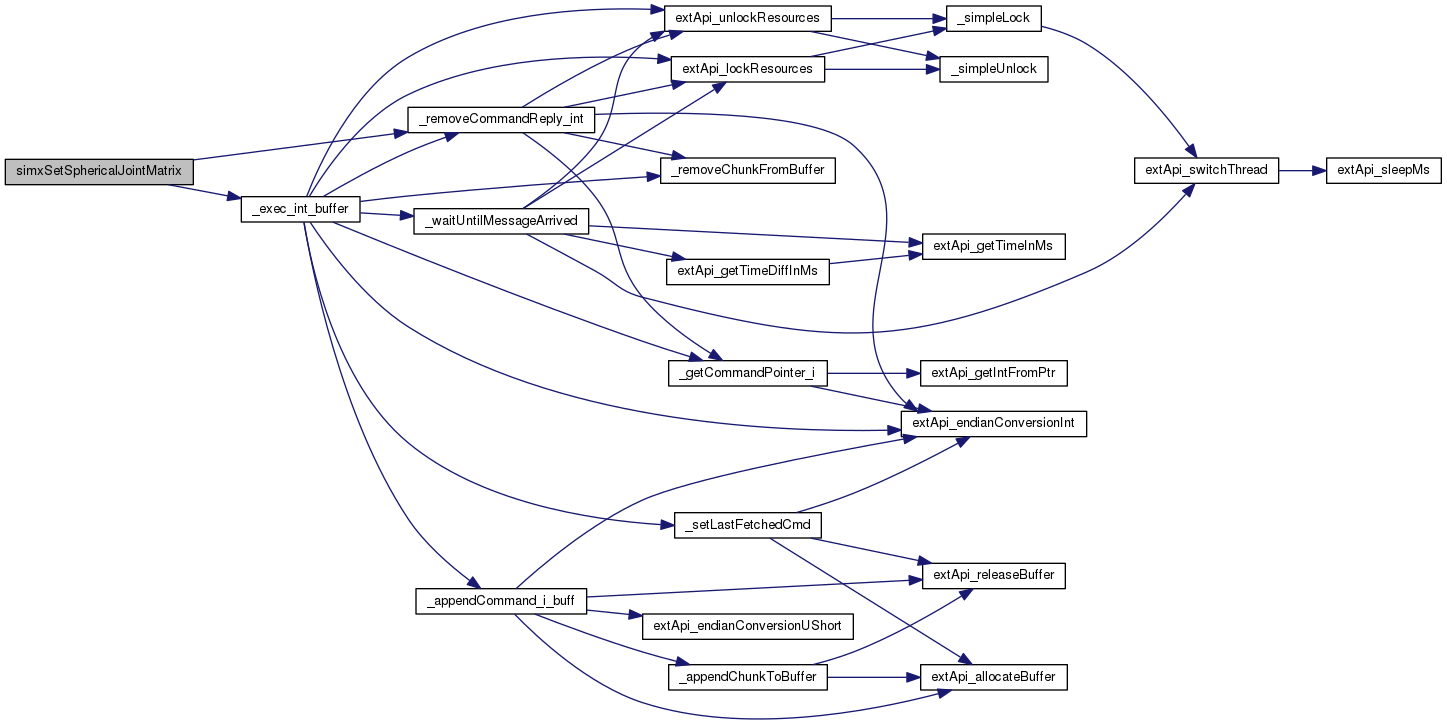 simxSetSphericalJointMatrix
_exec_int_buffer
_removeCommandReply_int
_waitUntilMessageArrived
_appendCommand_i_buff
extApi_unlockResources
extApi_lockResources
_removeChunkFromBuffer
extApi_getTimeDiffInMs
_getCommandPointer_i
_setLastFetchedCmd
extApi_endianConversionUShort
_appendChunkToBuffer
_simpleLock
_simpleUnlock
extApi_getTimeInMs
extApi_getIntFromPtr
extApi_endianConversionInt
extApi_releaseBuffer
extApi_allocateBuffer
extApi_switchThread
extApi_sleepMs